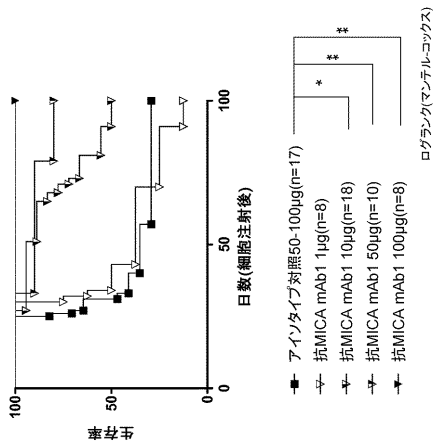 生存率
100
50
0
0
50
100
日数(細胞注射後)
アイソタイプ対照50-100μg(n=17)
抗MICA mAb1 1μg(n=8)
抗MICA mAb1 10μg(n=18)
抗MICA mAb1 50μg(n=10)
抗MICA mAb1 100μg(n=8)
*
**
**
ログランク(マンテル-コックス)